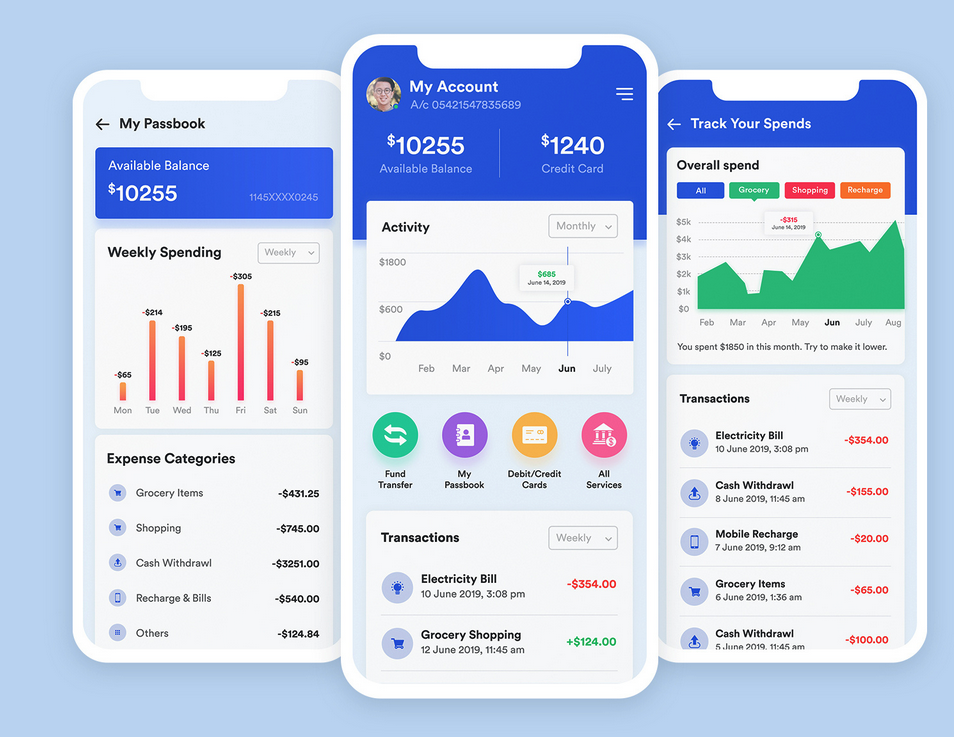 My Passbook
Available Balance
$10255
1145XXXX0245
Weekly Spending
Weekly
-$65
-$214
-$195
-$125
-$305
-$215
-$95
Mon Tue Wed Thu Fri Sat Sun
Expense Categories
Grocery Items -$431.25
Shopping -$745.00
Cash Withdrawl -$3251.00
Recharge & Bills -$540.00
Others -$124.84
My Account
A/c 05421547835689
$10255
Available Balance
$1240
Credit Card
Activity
Monthly
$1800
$600
$0
$685
June 14, 2019
Feb Mar Apr May Jun July
Fund
Transfer
My
Passbook
Debit/Credit
Cards
All
Services
Transactions
Weekly
Electricity Bill
10 June 2019, 3:08 pm
-$354.00
Grocery Shopping
12 June 2019, 11:45 am
+$124.00
Track Your Spends
Overall spend
All Grocery Shopping Recharge
$5k
$4k
$3k
$2k
$1k
$0
-$315
June 14, 2019
Feb Mar Apr May Jun July Aug
You spent $1850 in this month. Try to make it lower.
Transactions
Weekly
Electricity Bill
10 June 2019, 3:08 pm
-$354.00
Cash Withdrawl
8 June 2019, 11:45 am
-$155.00
Mobile Recharge
7 June 2019, 9:12 am
-$20.00
Grocery Items
6 June 2019, 1:36 am
-$65.00
Cash Withdrawl
5 June 2019, 11:45 am
-$100.00